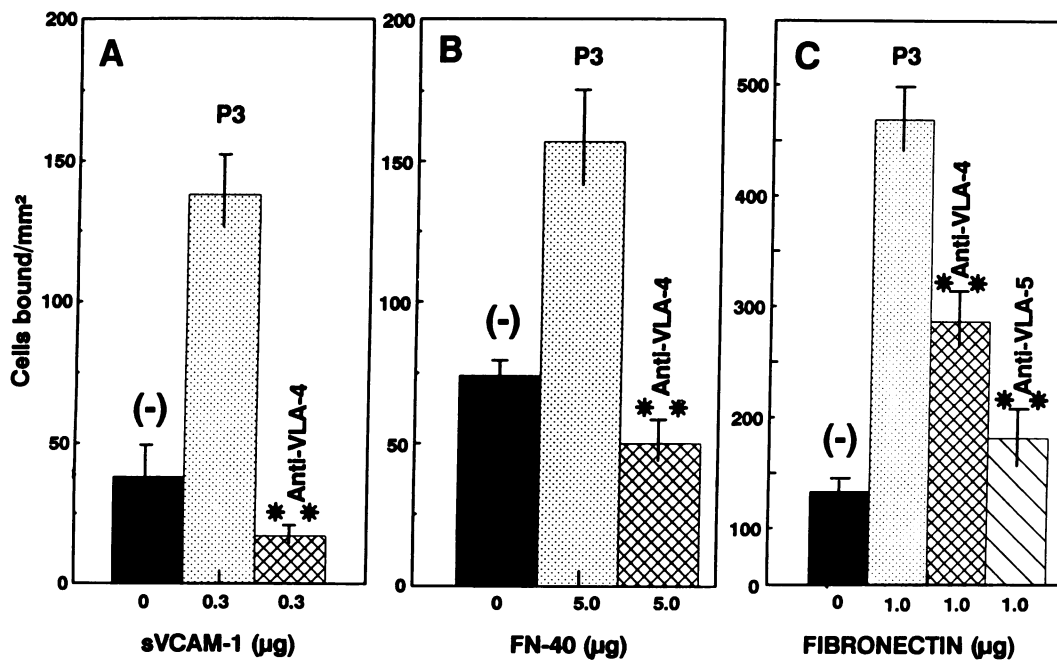 A
B
C
200
150
100
50
0
Cells bound/mm²
(-)
P3
** Anti-VLA-4
0
0.3
0.3
sVCAM-1 (µg)
200
150
100
50
0
(-)
P3
** Anti-VLA-4
0
5.0
5.0
FN-40 (µg)
500
400
300
200
100
0
(-)
P3
** Anti-VLA-4
** Anti-VLA-5
0
1.0
1.0
1.0
FIBRONECTIN (µg)